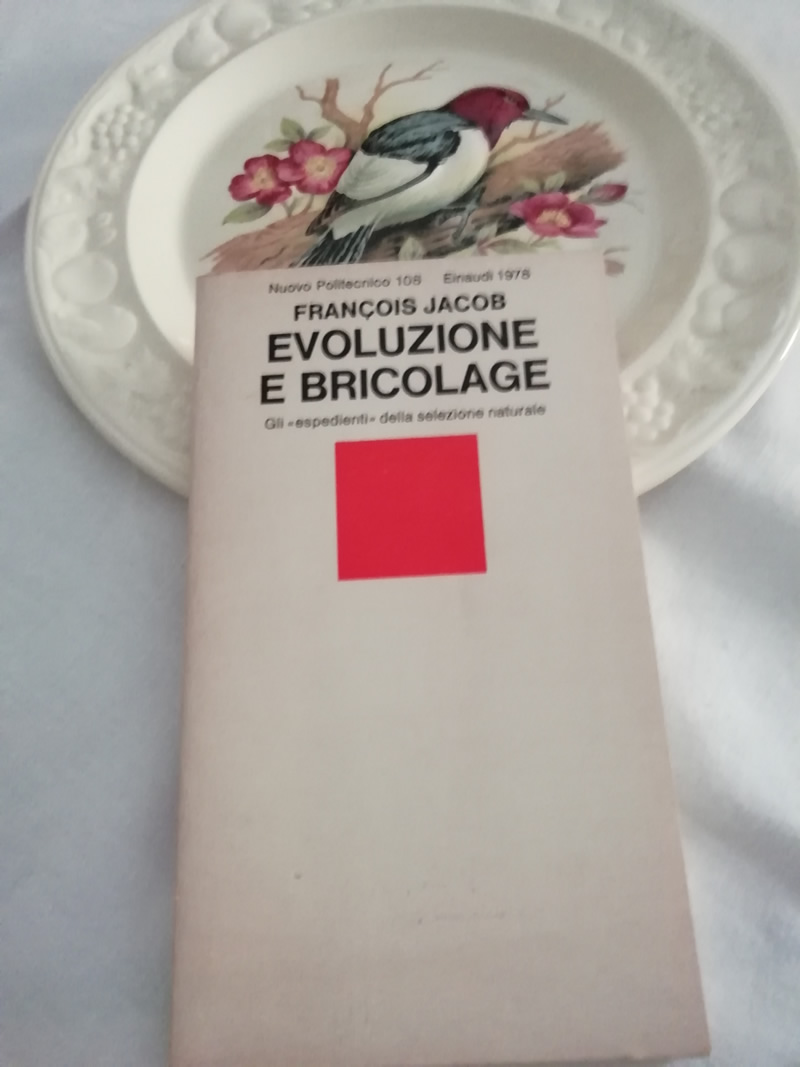 Nuovo Politecnico 108 Einaudi 1978
FRANÇOIS JACOB
EVOLUZIONE
E BRICOLAGE
Gli «espedienti» della selezione naturale